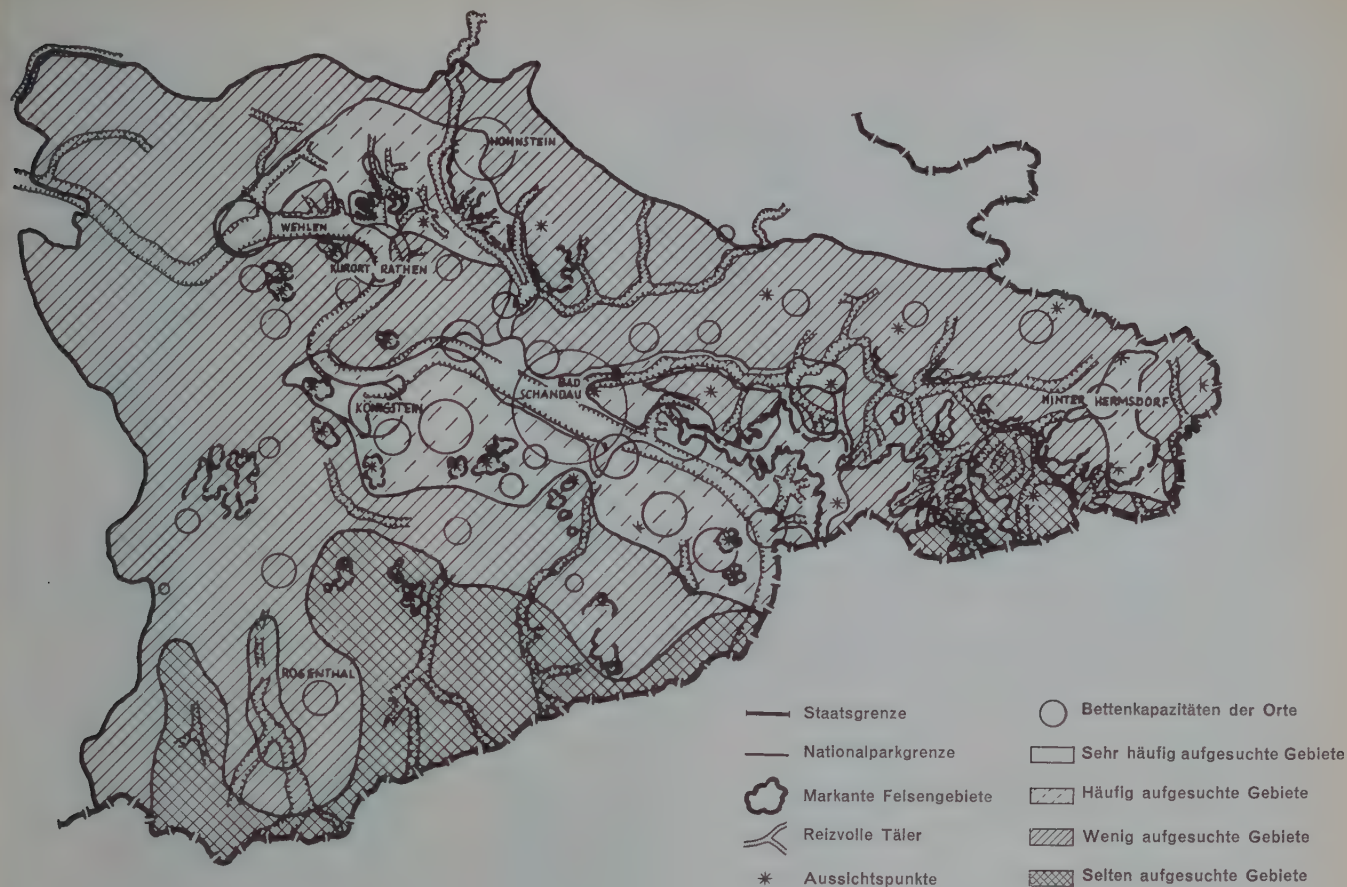 HOHNSTEIN
WEHLEN
KURORT RATHEN
BAD
SCHANDAU
KÖNIGSTEIN
HINTER HERMSDORF
ROSENTHAL
Staatsgrenze
Nationalparkgrenze
Markante Felsengebiete
Reizvolle Täler
Aussichtspunkte
Bettenkapazitäten der Orte
Sehr häufig aufgesuchte Gebiete
Häufig aufgesuchte Gebiete
Wenig aufgesuchte Gebiete
Selten aufgesuchte Gebiete